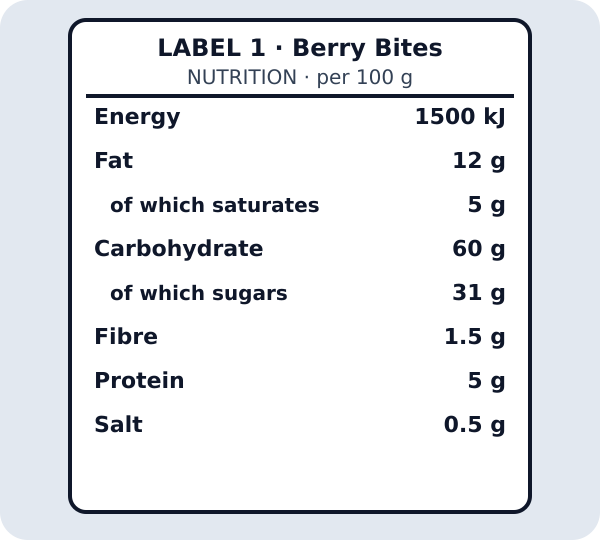 LABEL 1 · Berry Bites
NUTRITION · per 100 g
Energy 1500 kJ
Fat 12 g
of which saturates 5 g
Carbohydrate 60 g
of which sugars 31 g
Fibre 1.5 g
Protein 5 g
Salt 0.5 g